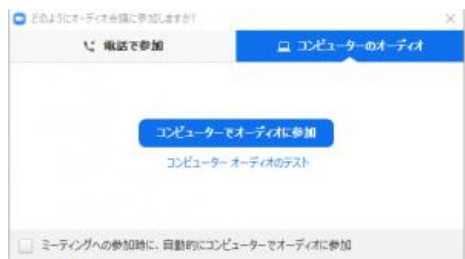 どのようにオーディオ会議に参加しますか?
電話で参加
コンピューターのオーディオ
コンピューターでオーディオに参加
コンピューター オーディオのテスト
ミーティングへの参加時に、自動的にコンピューターでオーディオに参加